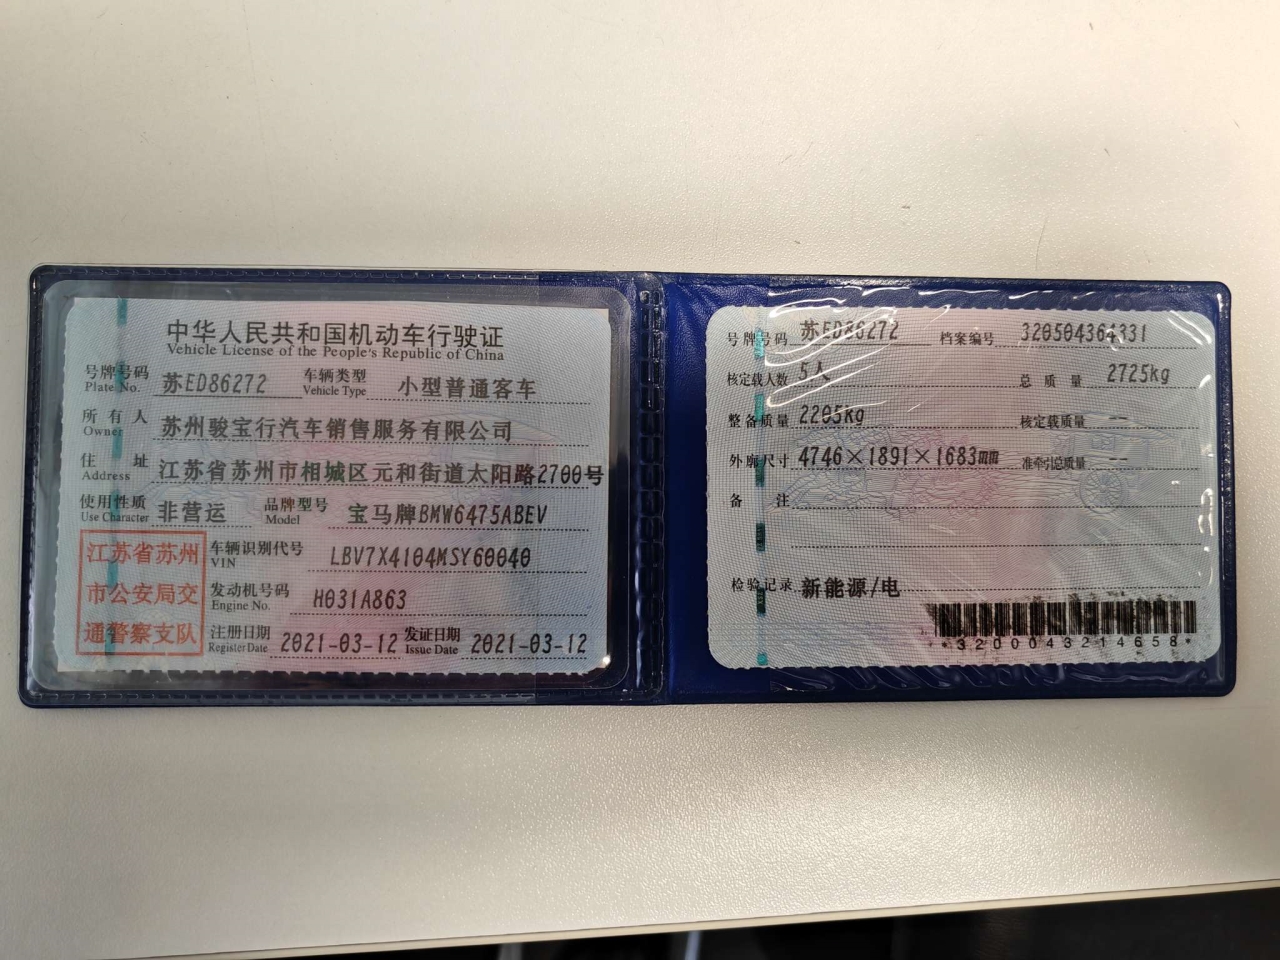 中华人民共和国机动车行驶证
Vehicle License of the People's Republic of China
号牌号码 苏ED86272 车辆类型 小型普通客车
Plate No. Vehicle Type
所有人 苏州骏宝行汽车销售服务有限公司
Owner
住址 江苏省苏州市相城区元和街道太阳路2700号
Address
使用性质 非营运 品牌型号 宝马牌BMW6475ABEV
Use Character Model
江苏省苏州
市公安局交
通警察支队
车辆识别代号 LBV7X4104MSY60040
VIN
发动机号码 H031A863
Engine No.
注册日期 2021-03-12 发证日期 2021-03-12
Register Date Issue Date
号牌号码 苏ED86272 档案编号 320504364331
核定载人数 5人 总质量 2725kg
整备质量 2205kg 核定载质量 --
外廓尺寸 4746×1891×1683mm 准牵引总质量 --
备注
检验记录 新能源/电
*3200043214658*